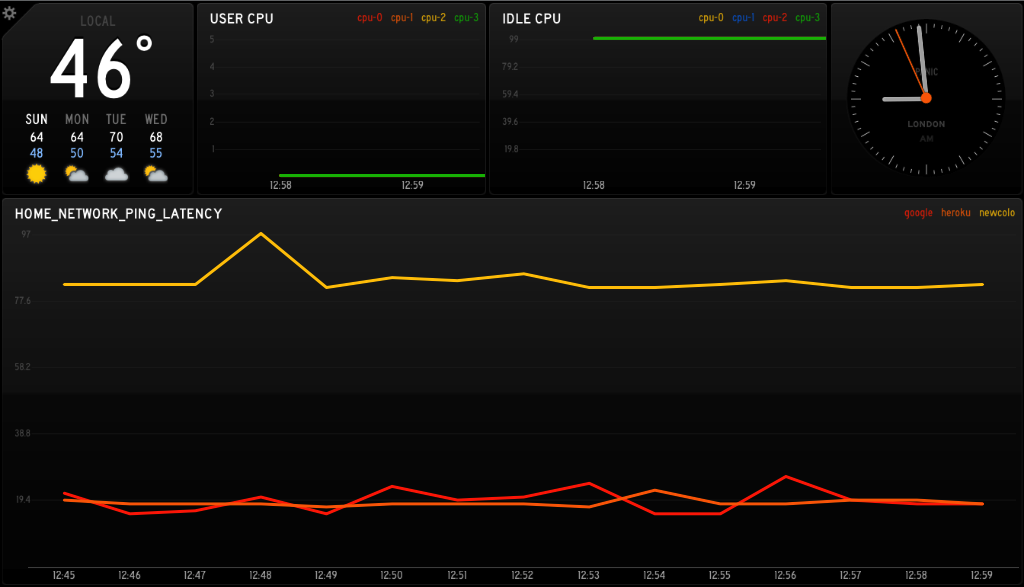 LOCAL
46°
SUN MON TUE WED
64 64 70 68
48 50 54 55
USER CPU
cpu-0 cpu-1 cpu-2 cpu-3
5
4
3
2
1
12:58 12:59
IDLE CPU
cpu-0 cpu-1 cpu-2 cpu-3
99
79.2
59.4
39.6
19.8
12:58 12:59
PANIC
LONDON
AM
HOME_NETWORK_PING_LATENCY
google heroku newcolo
97
77.6
58.2
38.8
19.4
12:45 12:46 12:47 12:48 12:49 12:50 12:51 12:52 12:53 12:54 12:55 12:56 12:57 12:58 12:59